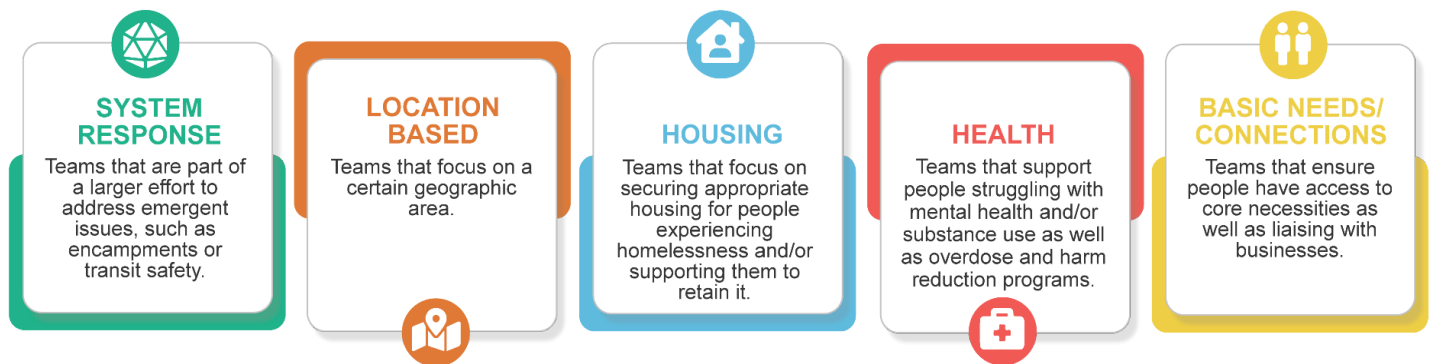 SYSTEM
RESPONSE
Teams that are part of
a larger effort to
address emergent
issues, such as
encampments or
transit safety.
LOCATION
BASED
Teams that focus on a
certain geographic
area.
HOUSING
Teams that focus on
securing appropriate
housing for people
experiencing
homelessness and/or
supporting them to
retain it.
HEALTH
Teams that support
people struggling with
mental health and/or
substance use as well
as overdose and harm
reduction programs.
BASIC NEEDS/
CONNECTIONS
Teams that ensure
people have access to
core necessities as
well as liaising with
businesses.